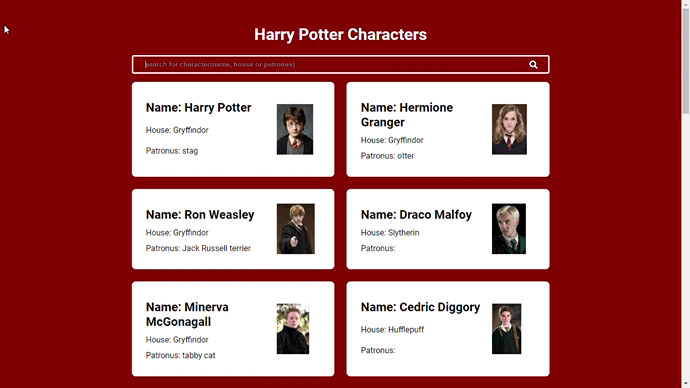 Harry Potter Characters
search for character(name, house or patronus)
Name: Harry Potter
House: Gryffindor
Patronus: stag
Name: Hermione
Granger
House: Gryffindor
Patronus: otter
Name: Ron Weasley
House: Gryffindor
Patronus: Jack Russell terrier
Name: Draco Malfoy
House: Slytherin
Patronus:
Name: Minerva
McGonagall
House: Gryffindor
Patronus: tabby cat
Name: Cedric Diggory
House: Hufflepuff
Patronus: